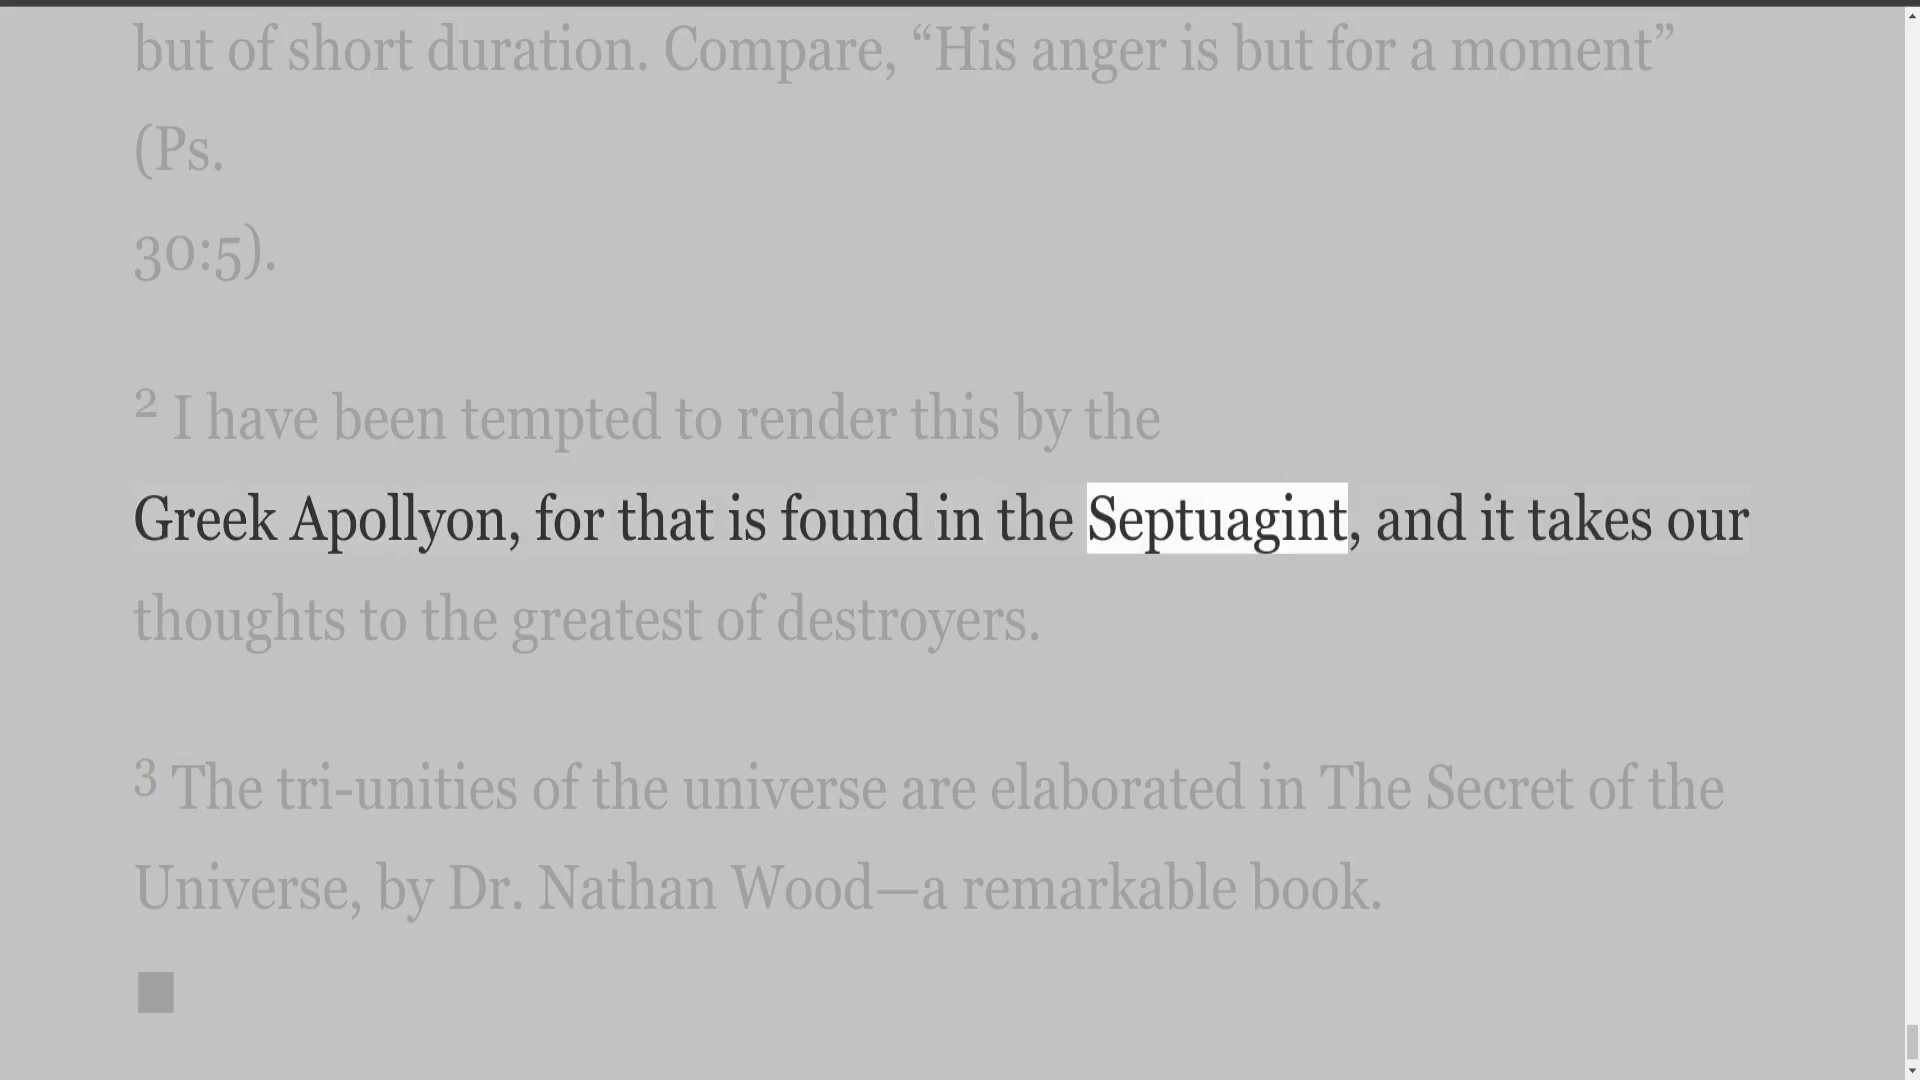 but of short duration. Compare, “His anger is but for a moment”
(Ps.
30:5).
2 I have been tempted to render this by the
Greek Apollyon, for that is found in the Septuagint, and it takes our
thoughts to the greatest of destroyers.
3 The tri-unities of the universe are elaborated in The Secret of the
Universe, by Dr. Nathan Wood—a remarkable book.